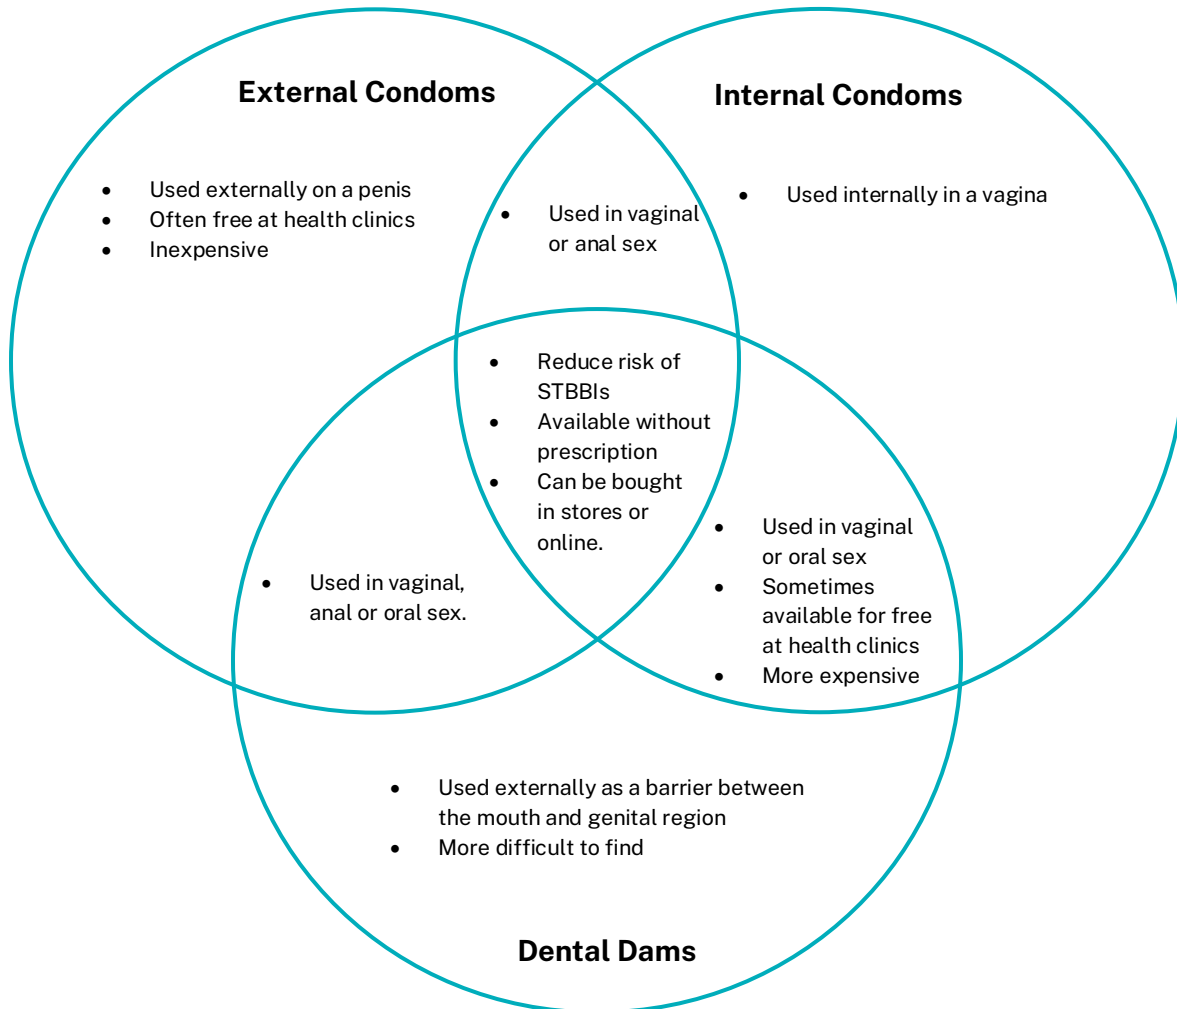 External Condoms
Internal Condoms
• Used externally on a penis
• Often free at health clinics
• Inexpensive
• Used in vaginal
or anal sex
• Used internally in a vagina
• Reduce risk of
STBBIs
• Available without
prescription
• Can be bought
in stores or
online.
• Used in vaginal,
anal or oral sex.
• Used in vaginal
or oral sex
• Sometimes
available for free
at health clinics
• More expensive
• Used externally as a barrier between
the mouth and genital region
• More difficult to find
Dental Dams